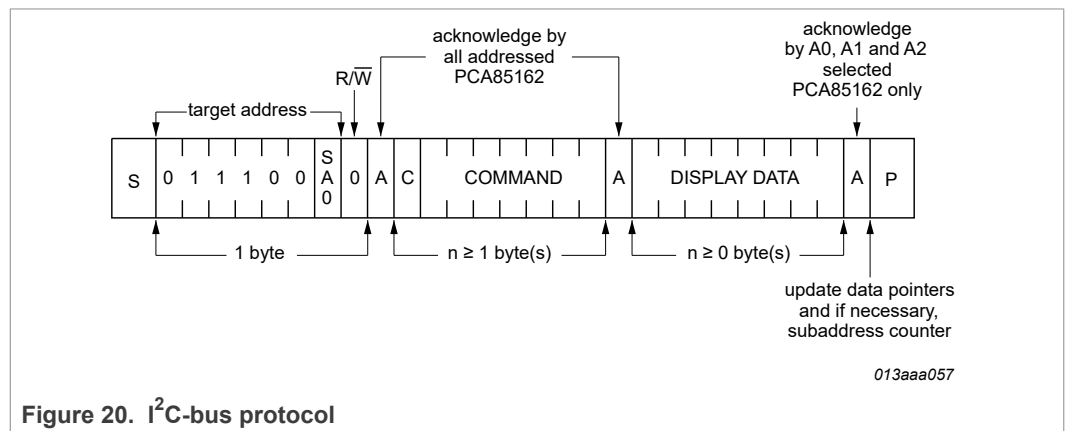 acknowledge by
all addressed
PCA85162
acknowledge
by A0, A1 and A2
selected
PCA85162 only
R/W̅
target address
S 0 1 1 1 0 0 SA0 0 A C COMMAND A DISPLAY DATA A P
1 byte
n ≥ 1 byte(s)
n ≥ 0 byte(s)
update data pointers
and if necessary,
subaddress counter
013aaa057
Figure 20. I²C-bus protocol